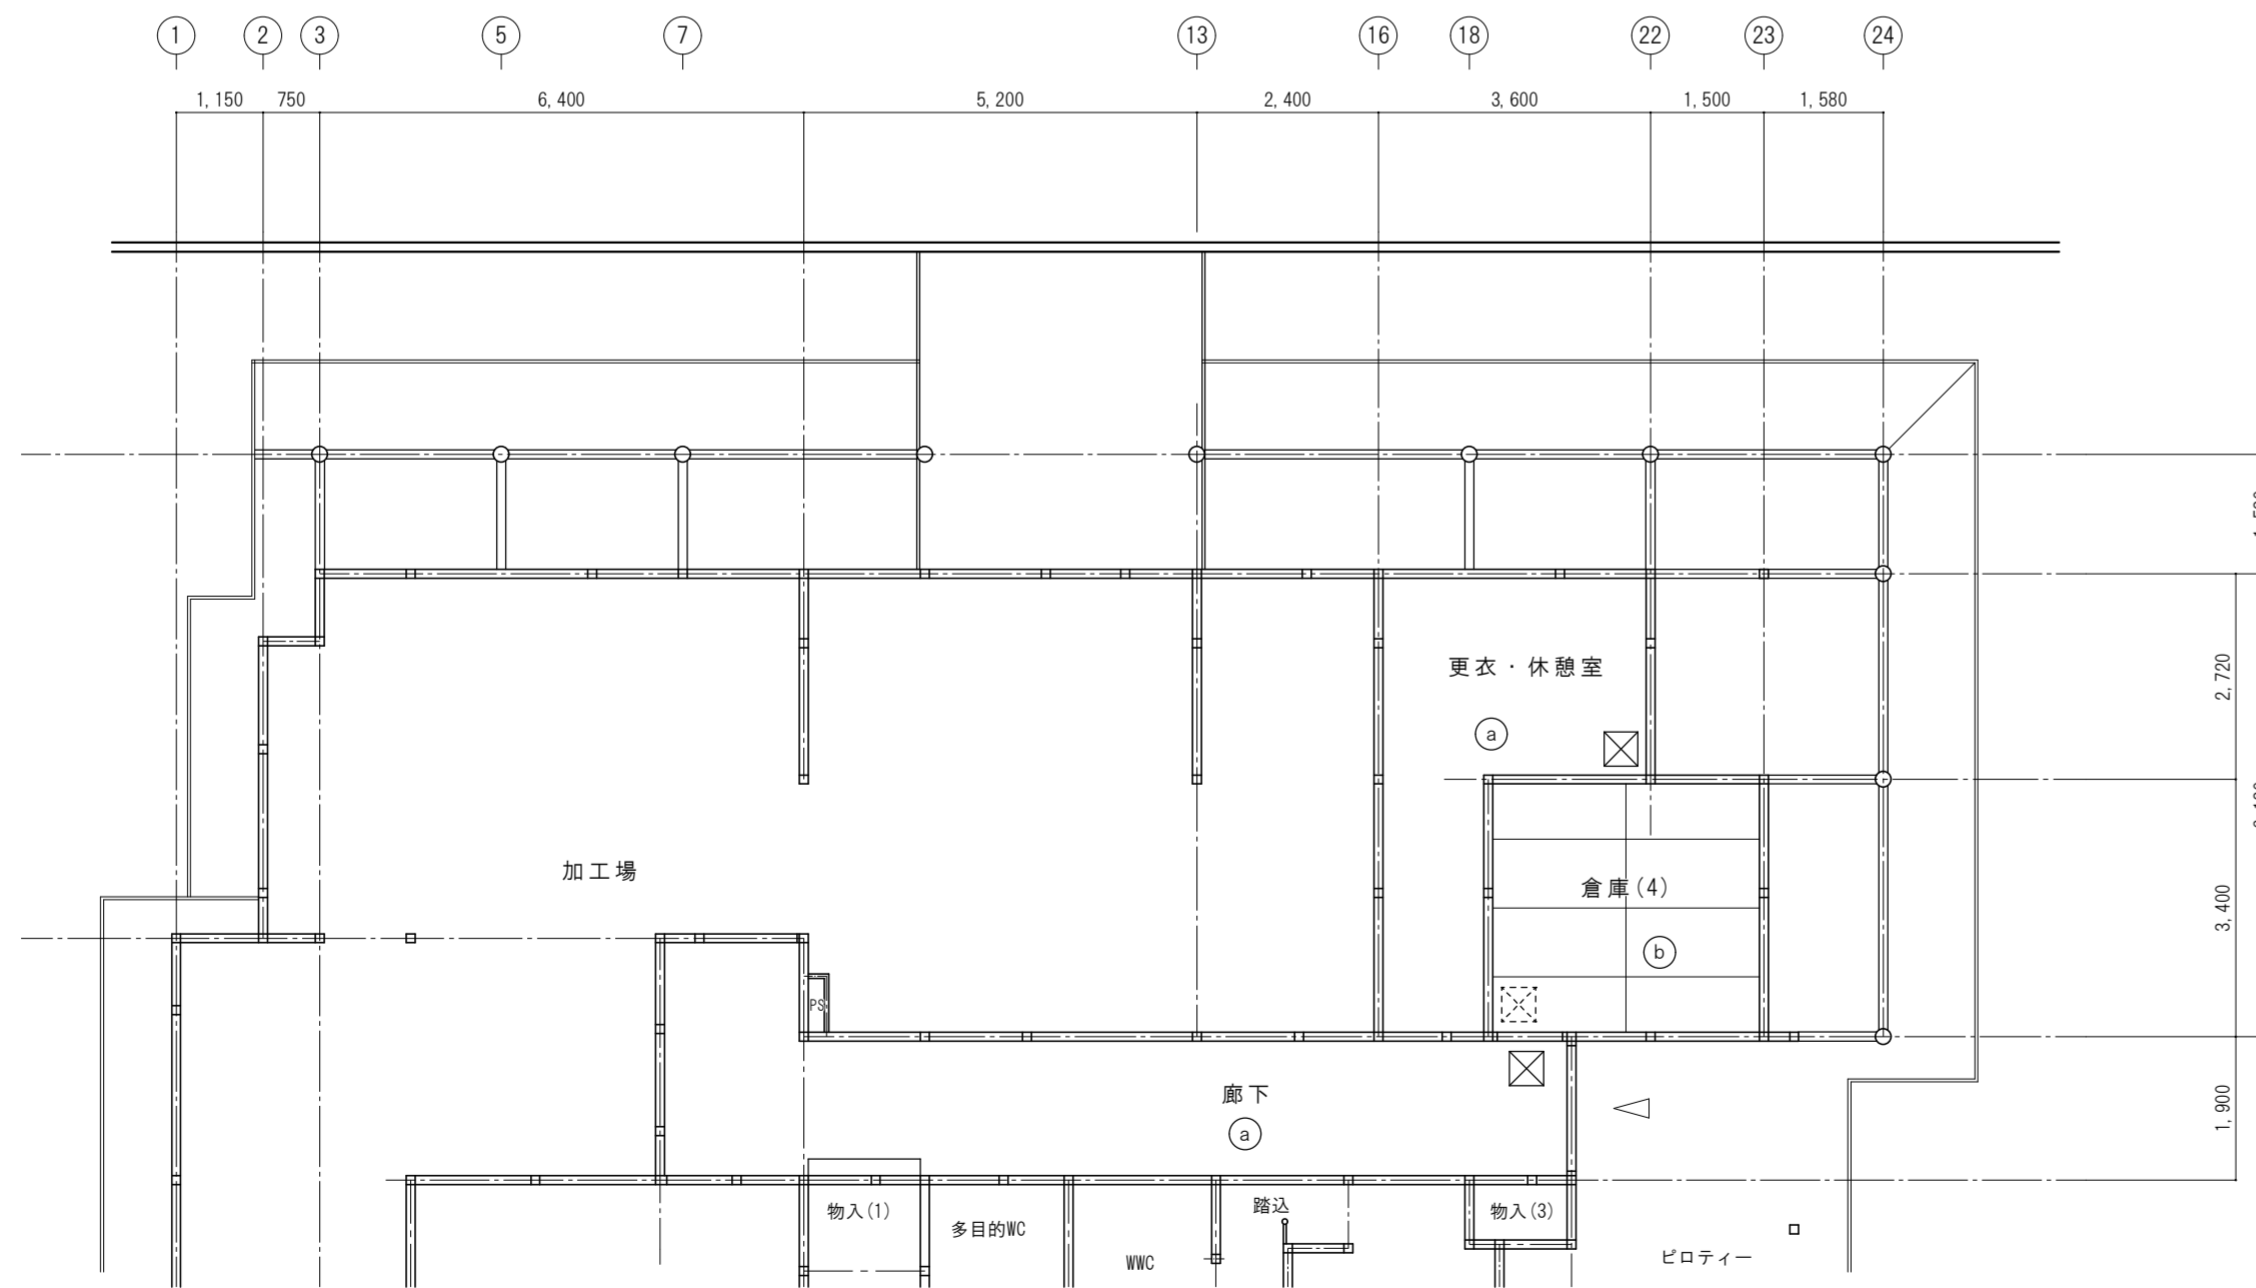 1 2 3 5 7 13 16 18 22 23 24
1,150 750 6,400 5,200 2,400 3,600 1,500 1,580
更衣・休憩室
2,720
a
加工場
倉庫(4)
3,400
b
PS
廊下
1,900
a
物入(1)
踏込
物入(3)
多目的WC
WWC
ピロティー